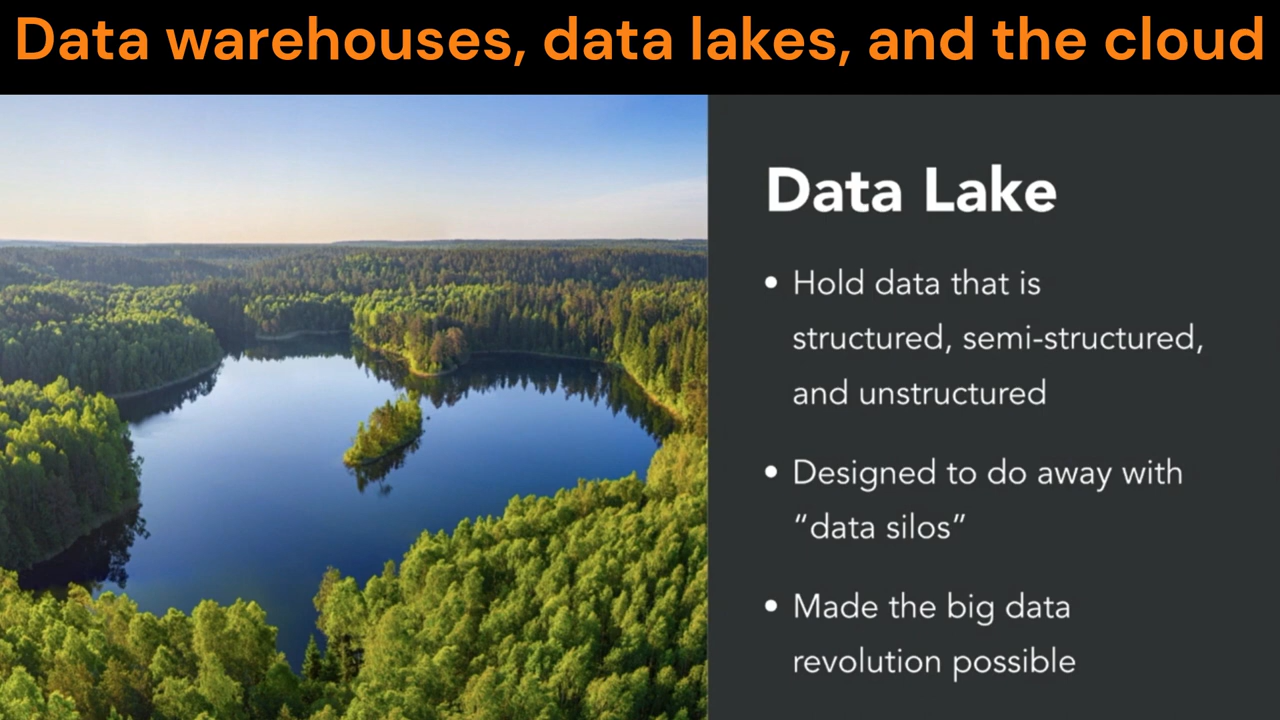 Data warehouses, data lakes, and the cloud
Data Lake
• Hold data that is
structured, semi-structured,
and unstructured
• Designed to do away with
“data silos”
• Made the big data
revolution possible